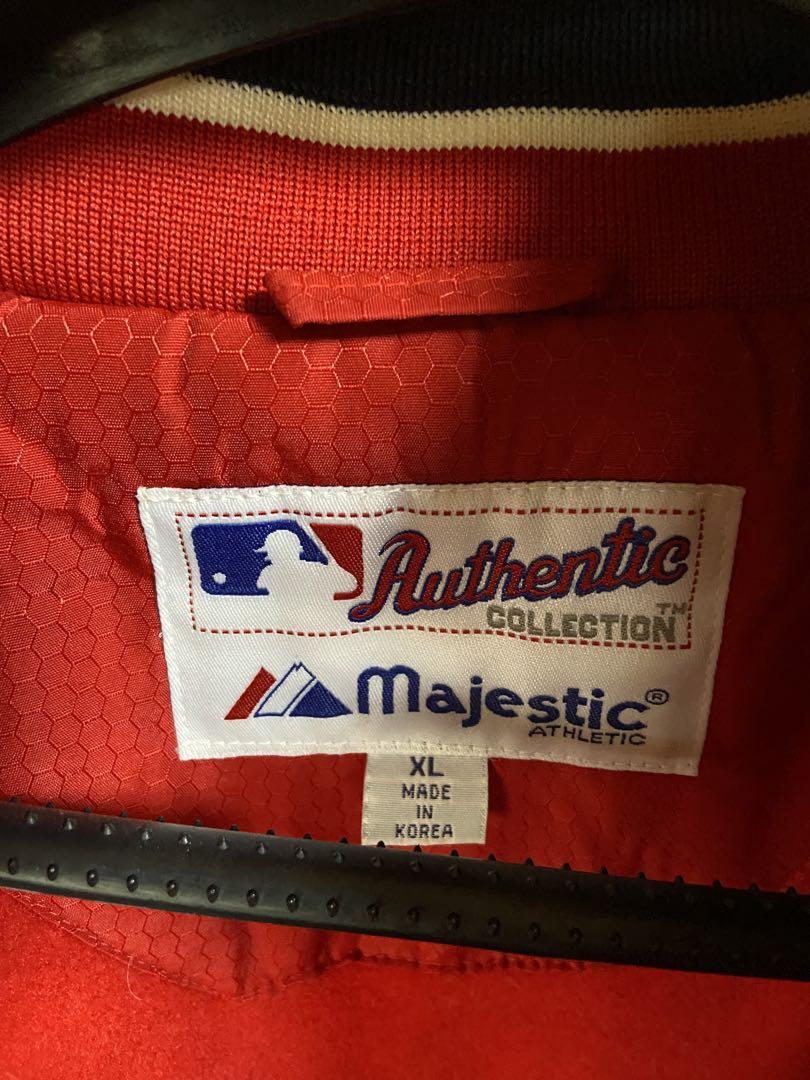 Authentic
COLLECTION™
Majestic®
ATHLETIC
XL
MADE
IN
KOREA